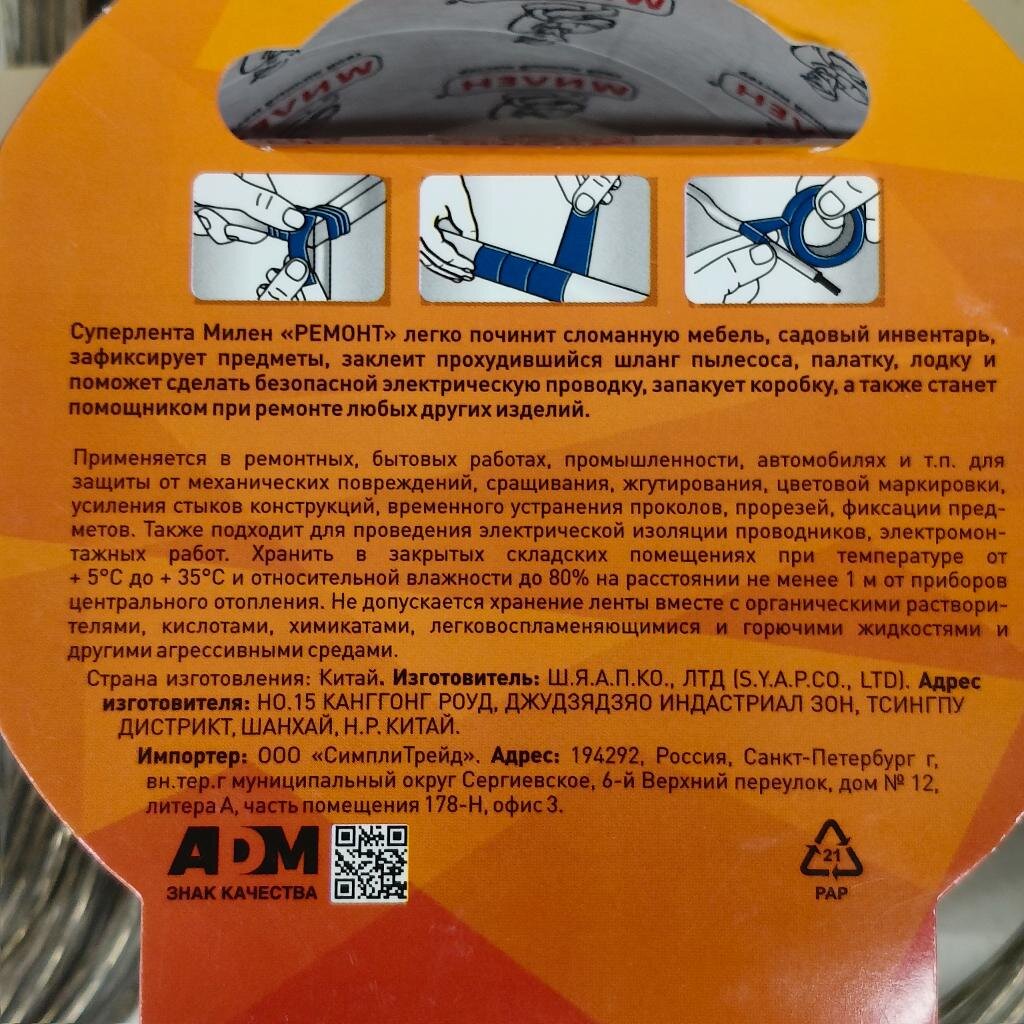 МИЛЕН
МИЛЕН
МИЛЕН
МИЛЕН
Суперлента Милен «РЕМОНТ» легко починит сломанную мебель, садовый инвентарь,
зафиксирует предметы, заклеит прохудившийся шланг пылесоса, палатку, лодку и
поможет сделать безопасной электрическую проводку, запакует коробку, а также станет
помощником при ремонте любых других изделий.
Применяется в ремонтных, бытовых работах, промышленности, автомобилях и т.п. для
защиты от механических повреждений, сращивания, жгутирования, цветовой маркировки,
усиления стыков конструкций, временного устранения проколов, прорезей, фиксации пред-
метов. Также подходит для проведения электрической изоляции проводников, электромон-
тажных работ. Хранить в закрытых складских помещениях при температуре от
+ 5°C до + 35°C и относительной влажности до 80% на расстоянии не менее 1 м от приборов
центрального отопления. Не допускается хранение ленты вместе с органическими раствори-
телями, кислотами, химикатами, легковоспламеняющимися и горючими жидкостями и
другими агрессивными средами.
Страна изготовления: Китай. Изготовитель: Ш.Я.А.П.КО., ЛТД (S.Y.A.P.CO., LTD). Адрес
изготовителя: НО.15 КАНГГОНГ РОУД, ДЖУДЗЯДЗЯО ИНДАСТРИАЛ ЗОН, ТСИНГПУ
ДИСТРИКТ, ШАНХАЙ, Н.Р. КИТАЙ.
Импортер: ООО «СимплиТрейд». Адрес: 194292, Россия, Санкт-Петербург г,
вн.тер.г муниципальный округ Сергиевское, 6-й Верхний переулок, дом № 12,
литера А, часть помещения 178-Н, офис 3.
ADM
ЗНАК КАЧЕСТВА
21
PAP